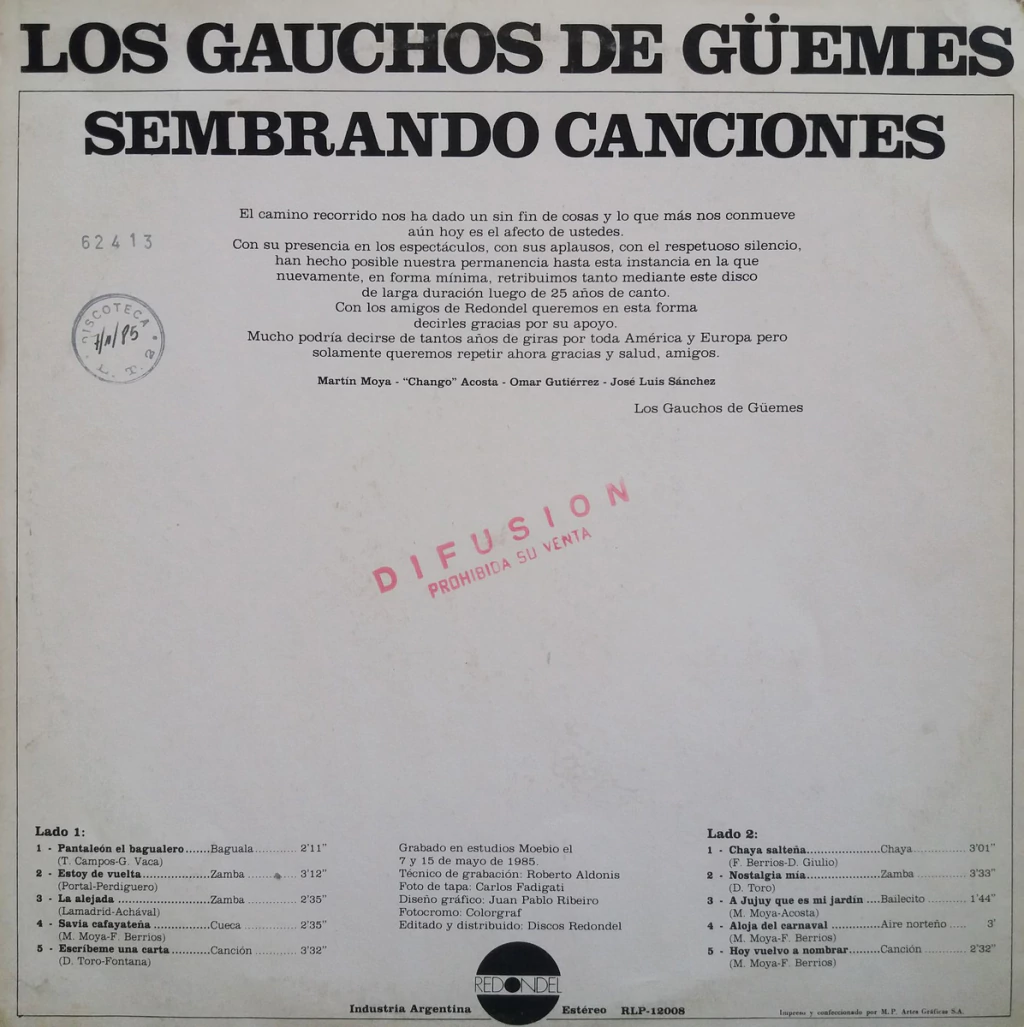 LOS GAUCHOS DE GÜEMES
SEMBRANDO CANCIONES
El camino recorrido nos ha dado un sin fin de cosas y lo que más nos conmueve
aún hoy es el afecto de ustedes.
Con su presencia en los espectáculos, con sus aplausos, con el respetuoso silencio,
han hecho posible nuestra permanencia hasta esta instancia en la que
nuevamente, en forma mínima, retribuimos tanto mediante este disco
de larga duración luego de 25 años de canto.
Con los amigos de Redondel queremos en esta forma
decirles gracias por su apoyo.
Mucho podría decirse de tantos años de giras por toda América y Europa pero
solamente queremos repetir ahora gracias y salud, amigos.
Martín Moya - "Chango" Acosta - Omar Gutiérrez - José Luis Sánchez
Los Gauchos de Güemes
62413
DISCOTECA
L. T. 2
DIFUSION
PROHIBIDA SU VENTA
Lado 1:
1 - Pantaleón el bagualero......Baguala........... 2'11"
(T. Campos-G. Vaca)
2 - Estoy de vuelta.................Zamba ............ 3'12"
(Portal-Perdiguero)
3 - La alejada .......................Zamba ............ 2'35"
(Lamadrid-Achával)
4 - Savia cafayateña ..............Cueca ............. 2'35"
(M. Moya-F. Berrios)
5 - Escríbeme una carta..........Canción .......... 3'32"
(D. Toro-Fontana)
Grabado en estudios Moebio el
7 y 15 de mayo de 1985.
Técnico de grabación: Roberto Aldonis
Foto de tapa: Carlos Fadigati
Diseño gráfico: Juan Pablo Ribeiro
Fotocromo: Colorgraf
Editado y distribuido: Discos Redondel
Lado 2:
1 - Chaya salteña...................Chaya.............. 3'01"
(F. Berrios-D. Giulio)
2 - Nostalgia mía...................Zamba ............ 3'33"
(D. Toro)
3 - A Jujuy que es mi jardín ....Bailecito .......... 1'44"
(M. Moya-Acosta)
4 - Aloja del carnaval .............Aire norteño ..... 3'
(M. Moya-F. Berrios)
5 - Hoy vuelvo a nombrar........Canción .......... 2'32"
(M. Moya-F. Berrios)
REDONDEL
Industria Argentina
Estéreo RLP-12008
Impreso y confeccionado por M.P. Artes Gráficas S.A.